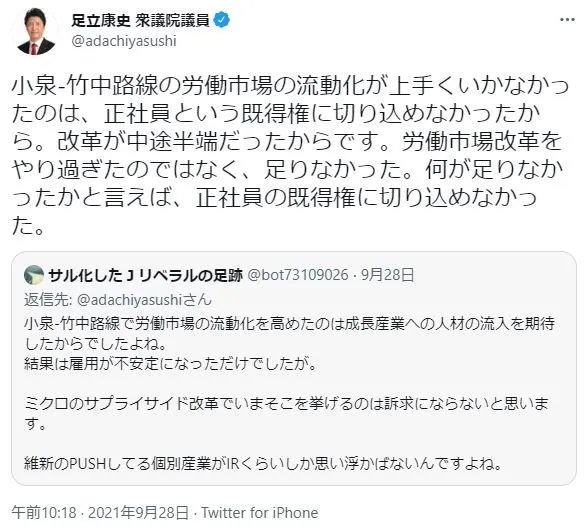 足立康史 衆議院議員
@adachiyasushi
小泉-竹中路線の労働市場の流動化が上手くいかなかっ
たのは、正社員という既得権に切り込めなかったか
ら。改革が中途半端だったからです。労働市場改革を
やり過ぎたのではなく、足りなかった。何が足りなか
ったかと言えば、正社員の既得権に切り込めなかっ
た。
サル化したJリベラルの足跡 @bot73109026 · 9月28日
返信先: @adachiyasushiさん
小泉-竹中路線で労働市場の流動化を高めたのは成長産業への人材の流入を期待
したからでしたよね。
結果は雇用が不安定になっただけでしたが。
ミクロのサプライサイド改革でいまそこを挙げるのは訴求にならないと思いま
す。
維新のPUSHしてる個別産業がIRくらいしか思い浮かばないんですよね。
午前10:18 · 2021年9月28日 · Twitter for iPhone